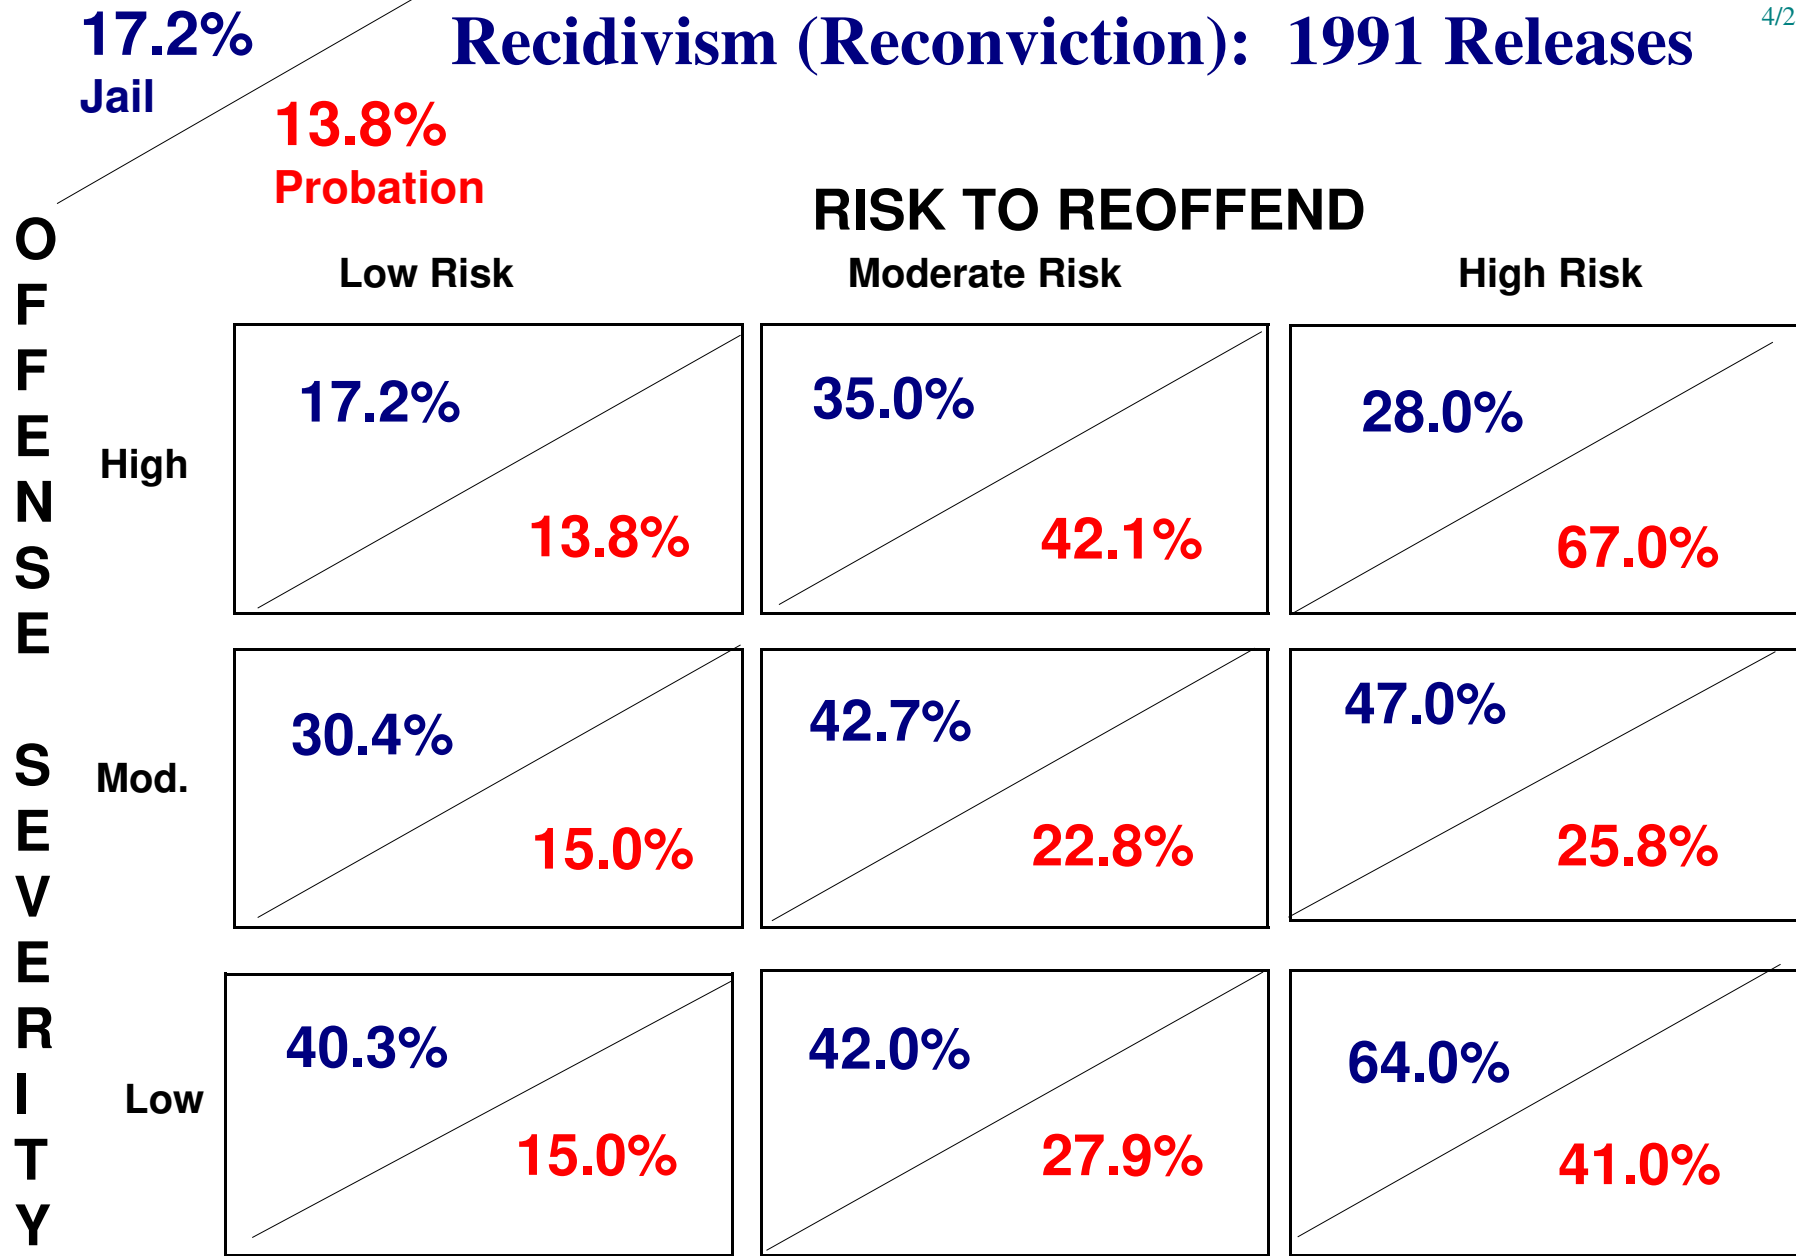 17.2%
Jail
Recidivism (Reconviction): 1991 Releases
4/2
13.8%
Probation
RISK TO REOFFEND
Low Risk
Moderate Risk
High Risk
OFFENSE SEVERITY
High
17.2%
13.8%
35.0%
42.1%
28.0%
67.0%
Mod.
30.4%
15.0%
42.7%
22.8%
47.0%
25.8%
Low
40.3%
15.0%
42.0%
27.9%
64.0%
41.0%